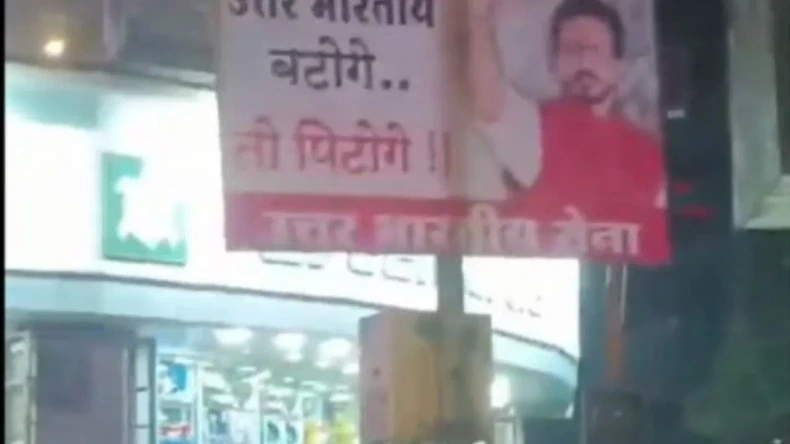 उत्तर भारतीय
बटोगे..
तो पिटोगे !!
उत्तर भारतीय सेना